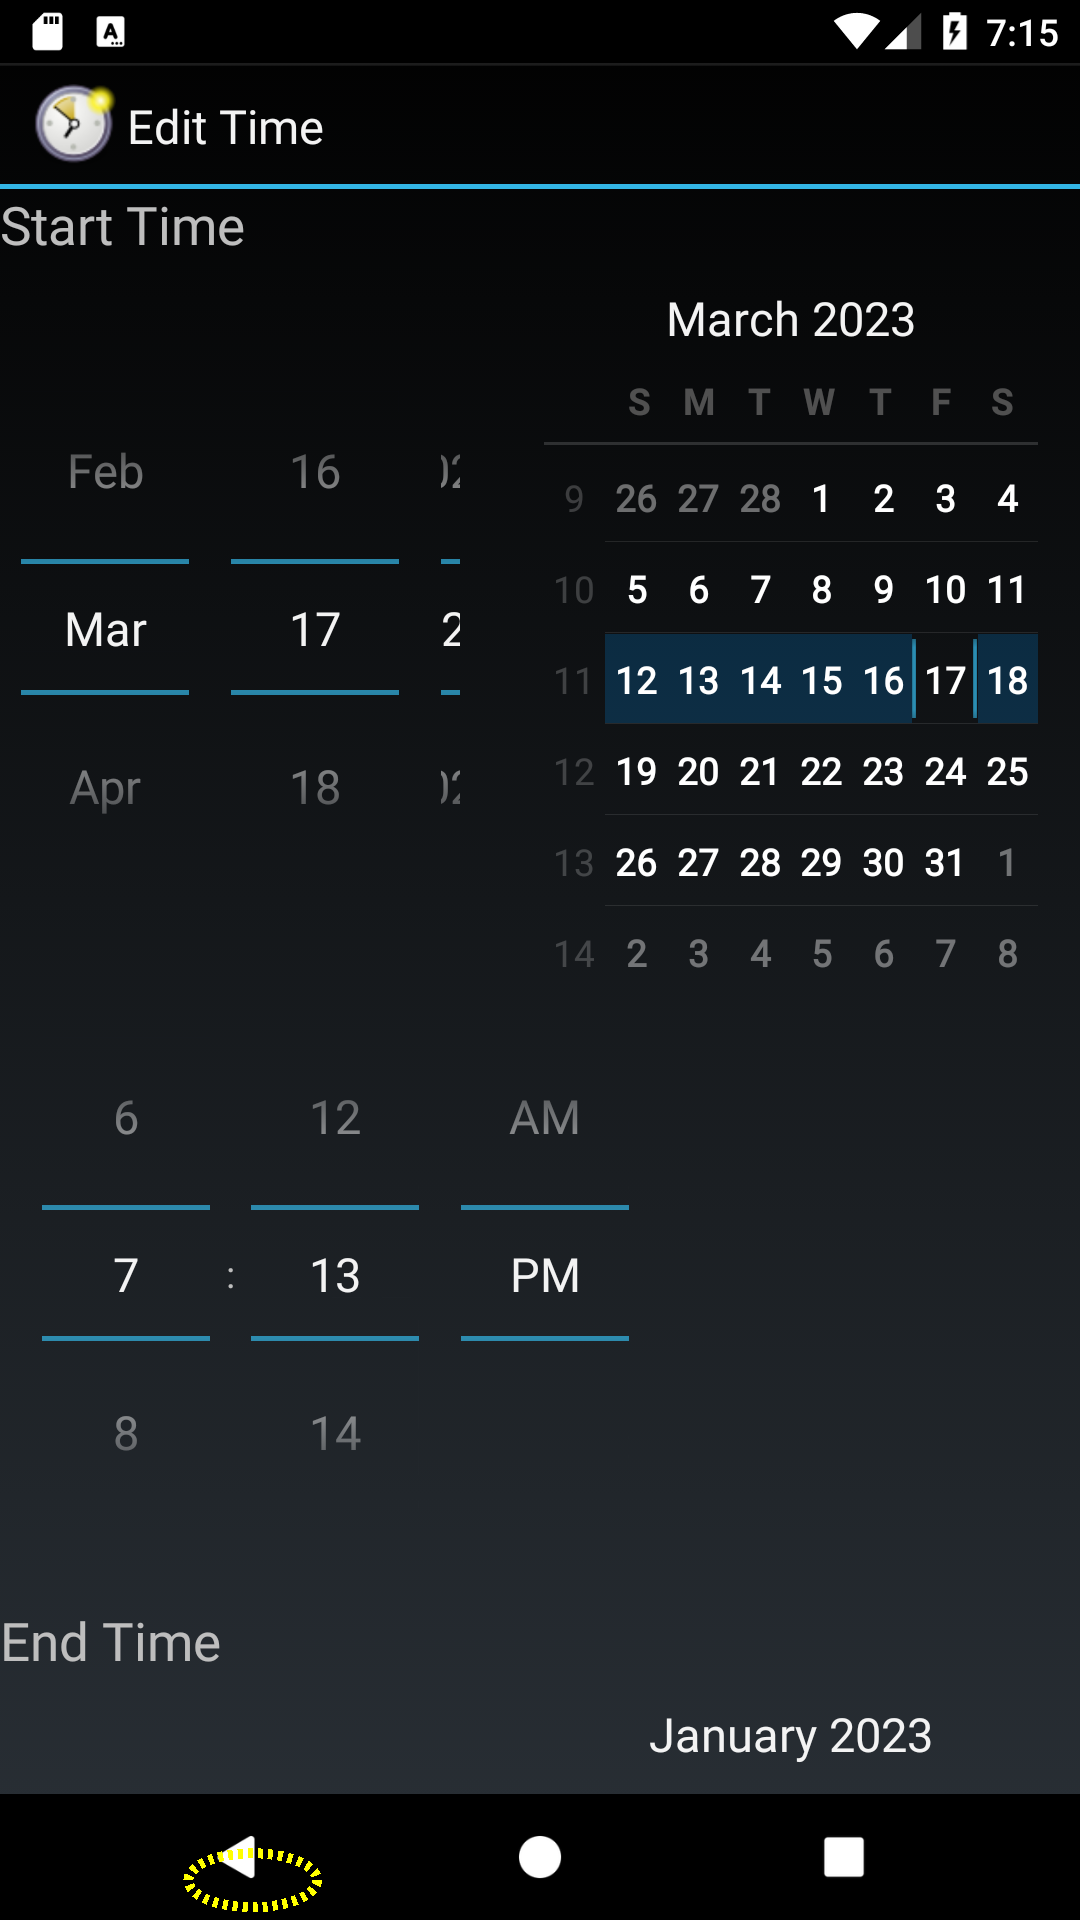 7:15
Edit Time
Start Time
March 2023
S M T W T F S
9 26 27 28 1 2 3 4
10 5 6 7 8 9 10 11
11 12 13 14 15 16 17 18
12 19 20 21 22 23 24 25
13 26 27 28 29 30 31 1
14 2 3 4 5 6 7 8
Feb 16
Mar 17 2
Apr 18
6 12 AM
7 : 13 PM
8 14
End Time
January 2023